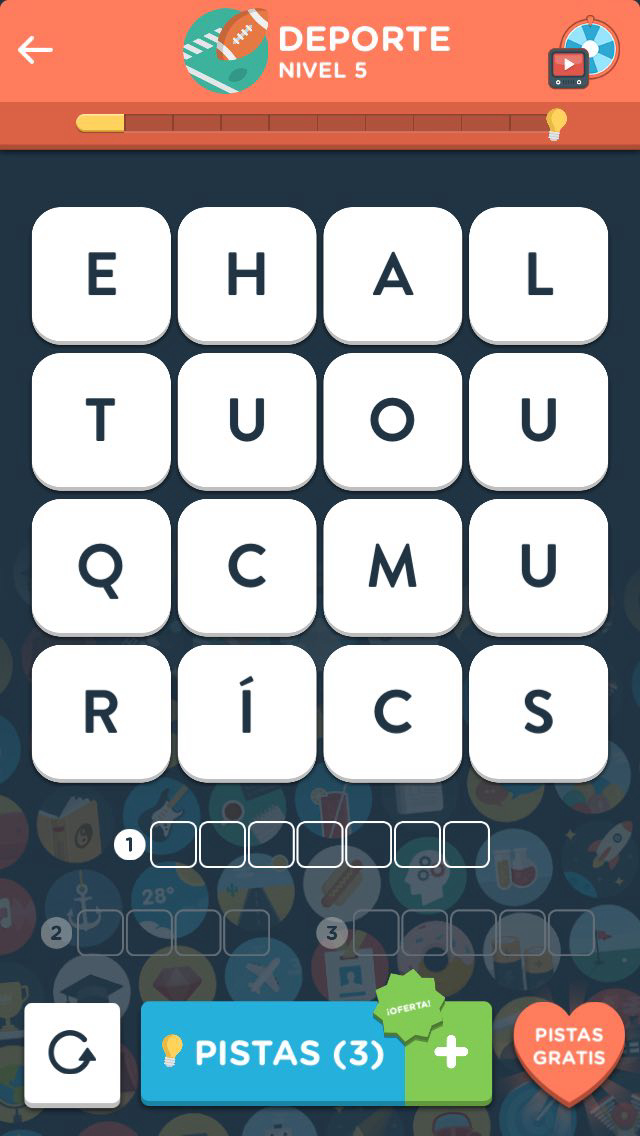 DEPORTE
NIVEL 5
E H A L
T U O U
Q C M U
R Í C S
1
2 3
28°
¡OFERTA!
PISTAS (3) +
PISTAS
GRATIS